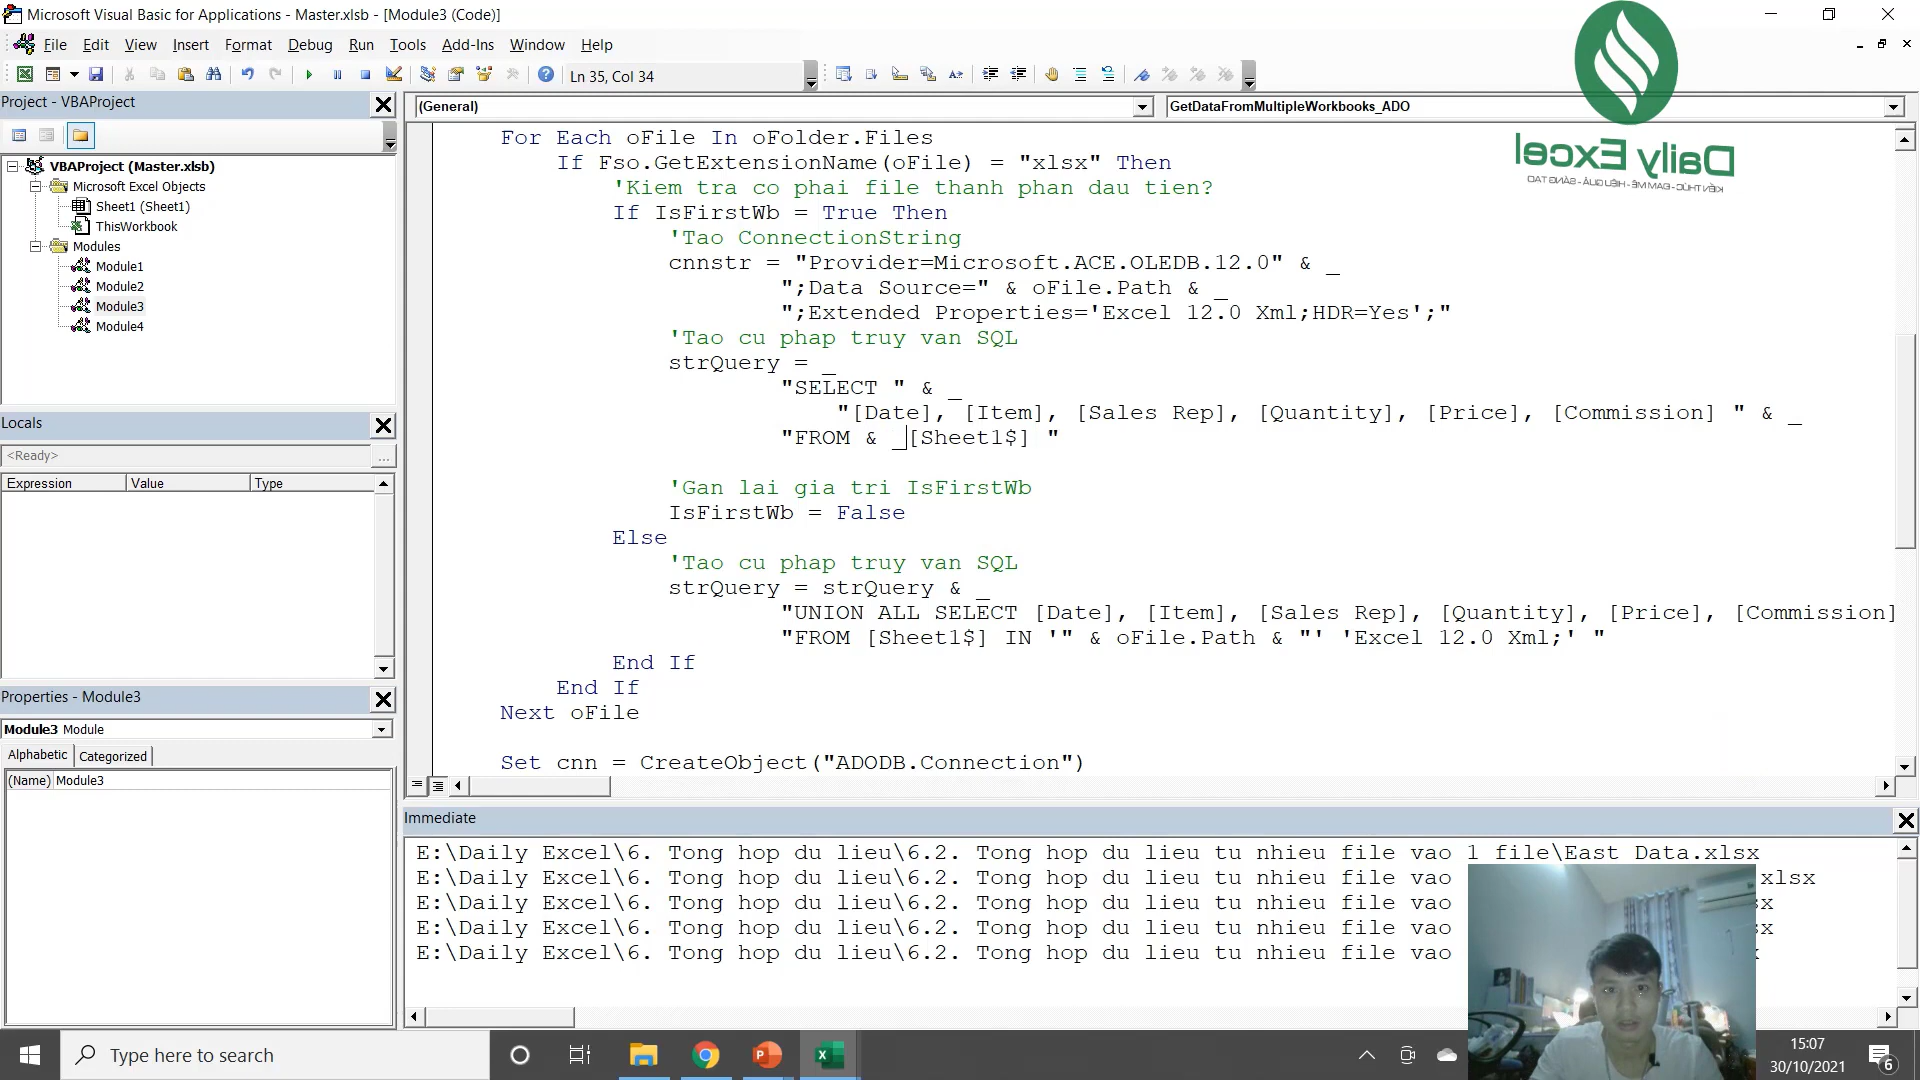 Microsoft Visual Basic for Applications - Master.xlsb - [Module3 (Code)]
File Edit View Insert Format Debug Run Tools Add-Ins Window Help
Ln 35, Col 34
Project - VBAProject
(General)
GetDataFromMultipleWorkbooks_ADO
VBAProject (Master.xlsb)
Microsoft Excel Objects
Sheet1 (Sheet1)
ThisWorkbook
Modules
Module1
Module2
Module3
Module4
Locals
<Ready>
Expression Value Type
Properties - Module3
Module3 Module
Alphabetic Categorized
(Name) Module3
For Each oFile In oFolder.Files
If Fso.GetExtensionName(oFile) = "xlsx" Then
'Kiem tra co phai file thanh phan dau tien?
If IsFirstWb = True Then
'Tao ConnectionString
cnnstr = "Provider=Microsoft.ACE.OLEDB.12.0" & _
";Data Source=" & oFile.Path & _
";Extended Properties='Excel 12.0 Xml;HDR=Yes';"
'Tao cu phap truy van SQL
strQuery = _
"SELECT " & _
"[Date], [Item], [Sales Rep], [Quantity], [Price], [Commission] " & _
"FROM & _[Sheet1$] "
'Gan lai gia tri IsFirstWb
IsFirstWb = False
Else
'Tao cu phap truy van SQL
strQuery = strQuery & _
"UNION ALL SELECT [Date], [Item], [Sales Rep], [Quantity], [Price], [Commission]
"FROM [Sheet1$] IN '" & oFile.Path & "' 'Excel 12.0 Xml;' "
End If
End If
Next oFile
Set cnn = CreateObject("ADODB.Connection")
Daily Excel
KIẾN THỨC - ĐAM MÊ - HIỆU QUẢ - SÁNG TẠO
Immediate
E:\Daily Excel\6. Tong hop du lieu\6.2. Tong hop du lieu tu nhieu file vao 1 file\East Data.xlsx
E:\Daily Excel\6. Tong hop du lieu\6.2. Tong hop du lieu tu nhieu file vao xlsx
E:\Daily Excel\6. Tong hop du lieu\6.2. Tong hop du lieu tu nhieu file vao
E:\Daily Excel\6. Tong hop du lieu\6.2. Tong hop du lieu tu nhieu file vao
E:\Daily Excel\6. Tong hop du lieu\6.2. Tong hop du lieu tu nhieu file vao
Type here to search
15:07
30/10/2021
6